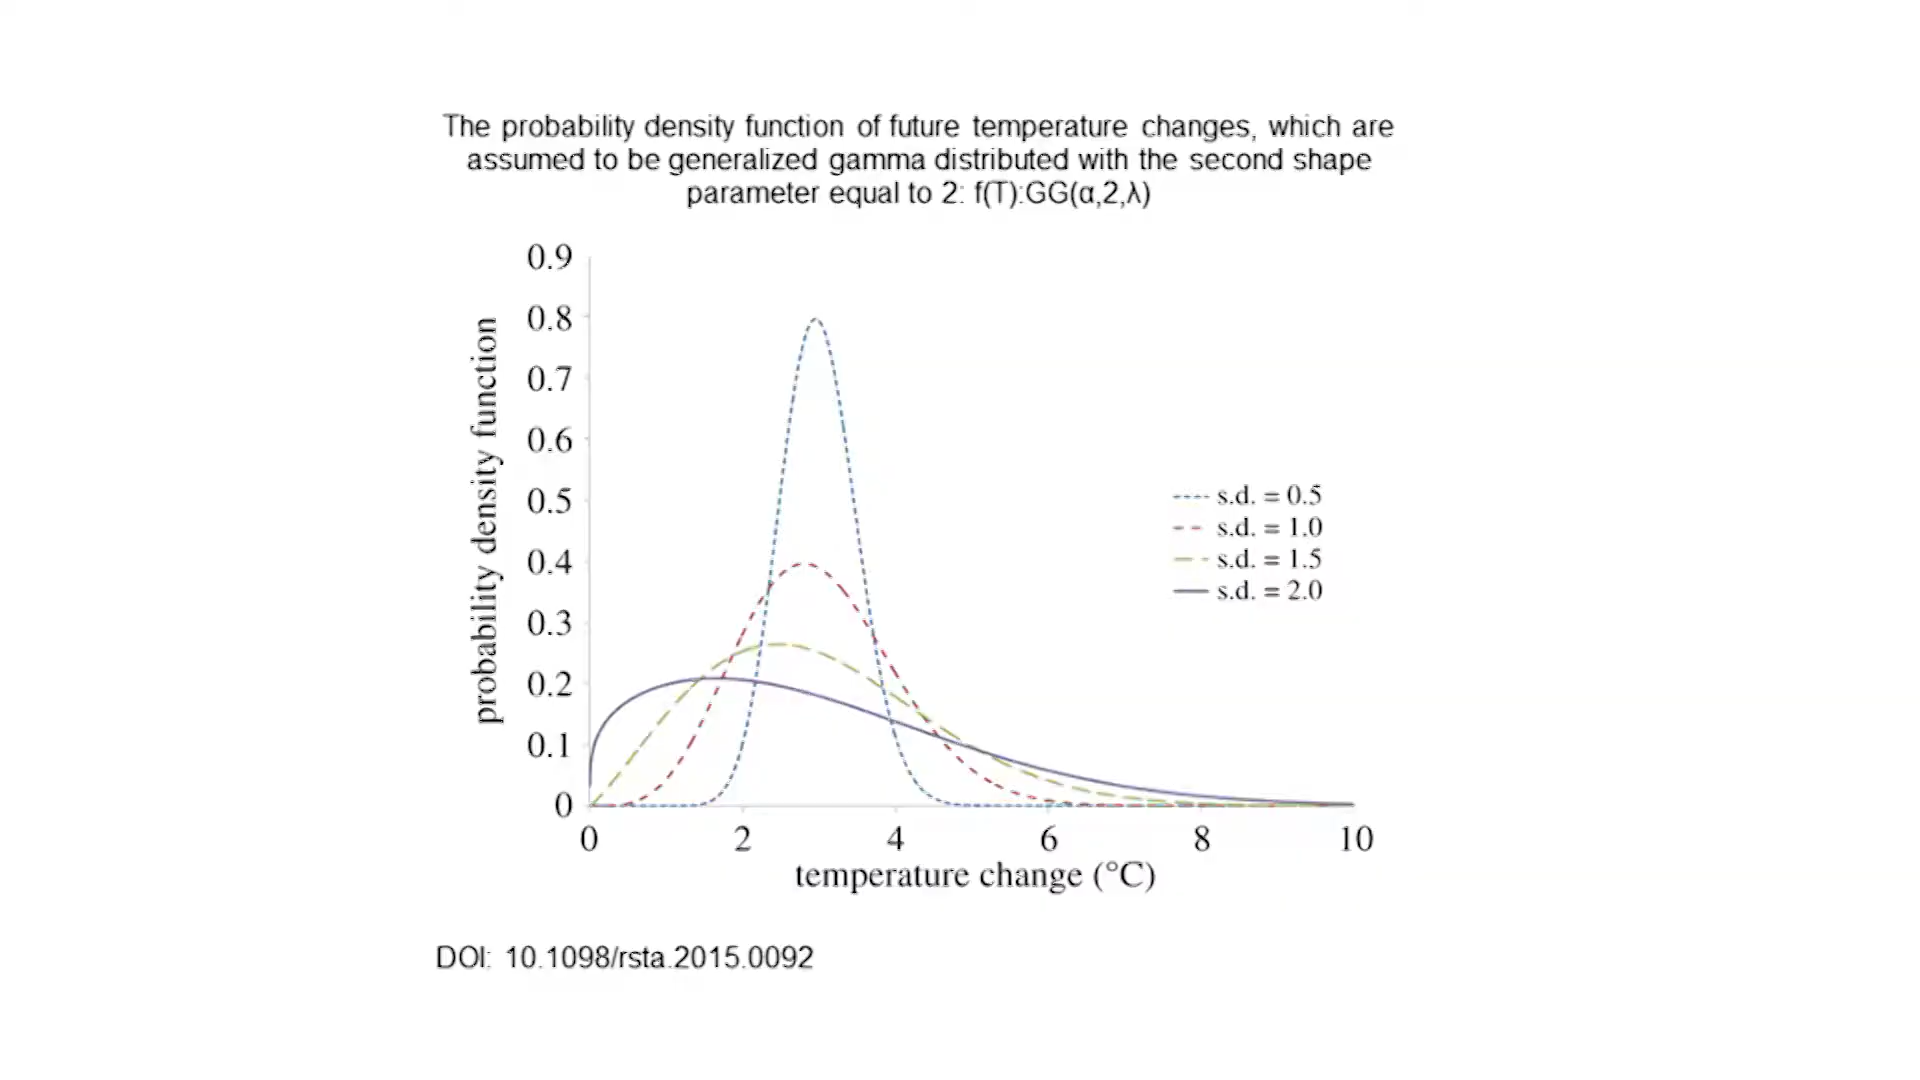 The probability density function of future temperature changes, which are
assumed to be generalized gamma distributed with the second shape
parameter equal to 2: f(T):GG(α,2,λ)
0.9
0.8
0.7
0.6
0.5
0.4
0.3
0.2
0.1
0
probability density function
s.d. = 0.5
s.d. = 1.0
s.d. = 1.5
s.d. = 2.0
0 2 4 6 8 10
temperature change (°C)
DOI: 10.1098/rsta.2015.0092